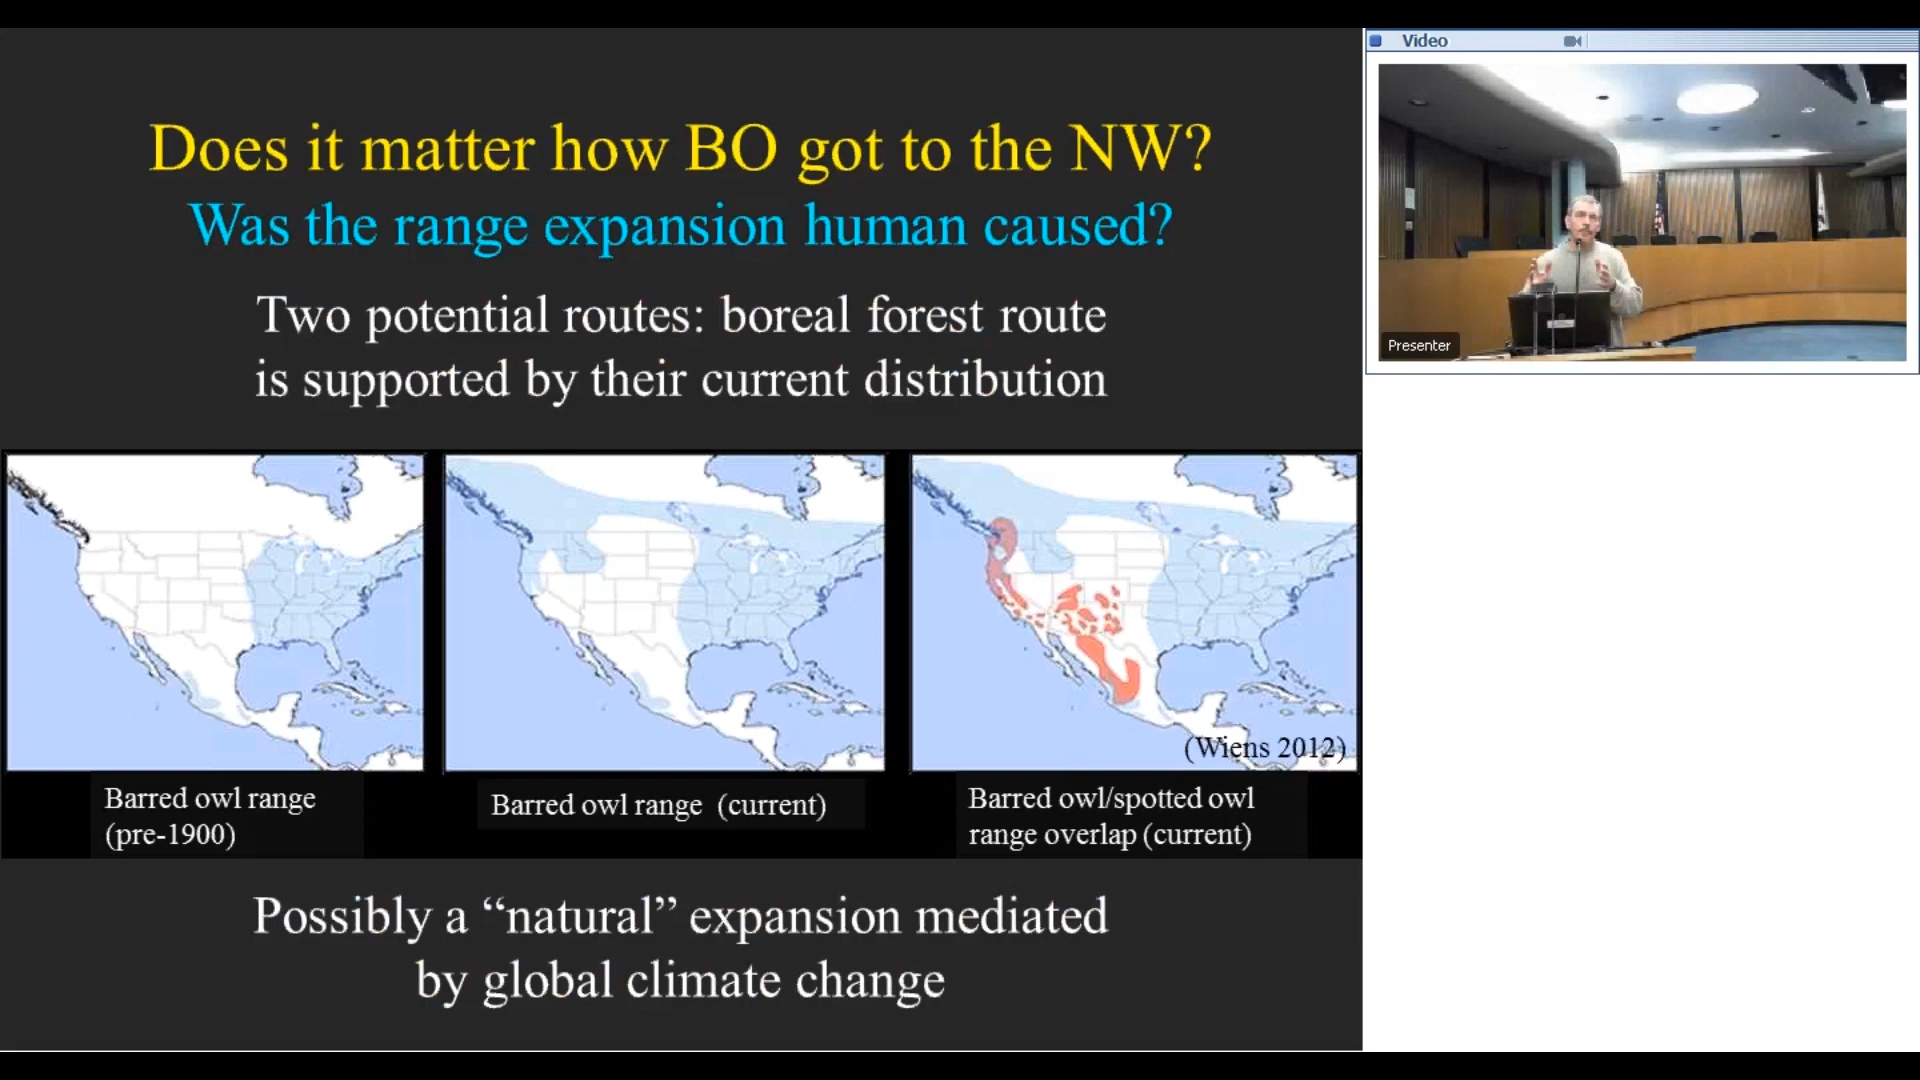 Does it matter how BO got to the NW?
Was the range expansion human caused?
Two potential routes: boreal forest route
is supported by their current distribution
(Wiens 2012)
Barred owl range
(pre-1900)
Barred owl range (current)
Barred owl/spotted owl
range overlap (current)
Possibly a “natural” expansion mediated
by global climate change
Video
Presenter